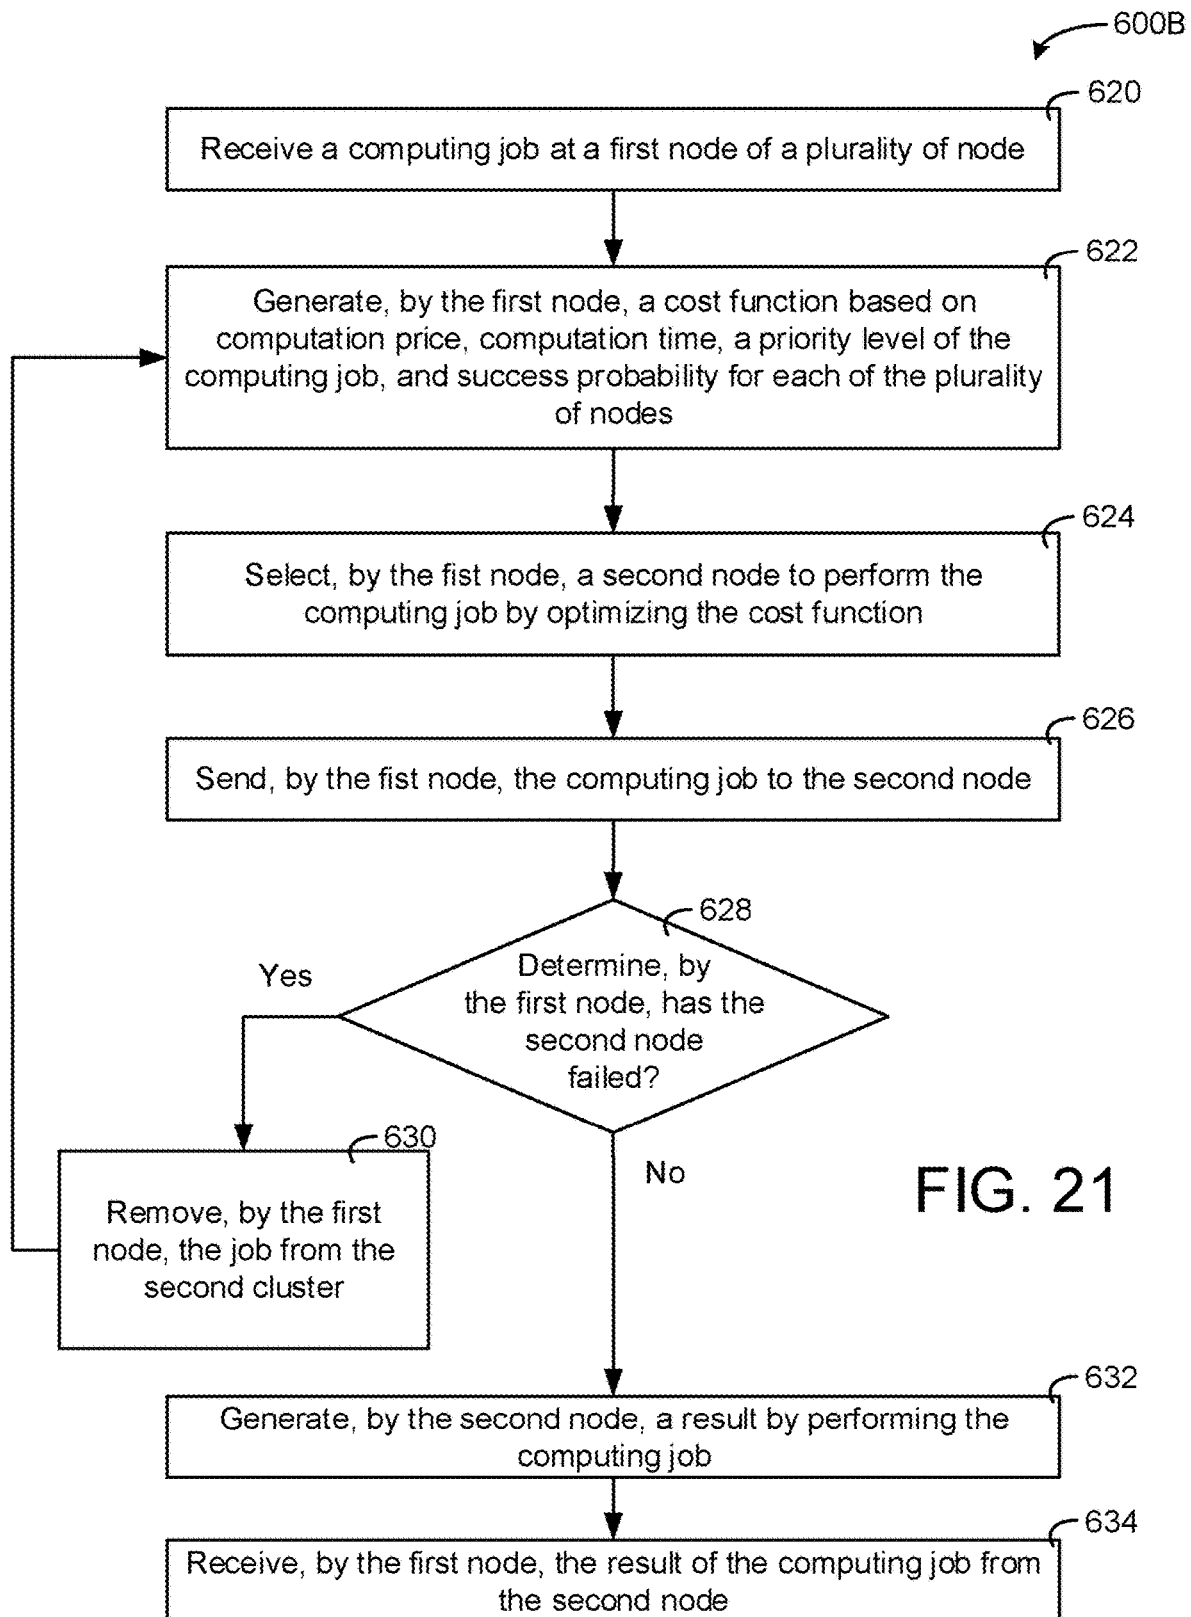 600B
620
Receive a computing job at a first node of a plurality of node
622
Generate, by the first node, a cost function based on
computation price, computation time, a priority level of the
computing job, and success probability for each of the plurality
of nodes
624
Select, by the fist node, a second node to perform the
computing job by optimizing the cost function
626
Send, by the fist node, the computing job to the second node
628
Determine, by
the first node, has the
second node
failed?
Yes
630
Remove, by the first
node, the job from the
second cluster
No
FIG. 21
632
Generate, by the second node, a result by performing the
computing job
634
Receive, by the first node, the result of the computing job from
the second node